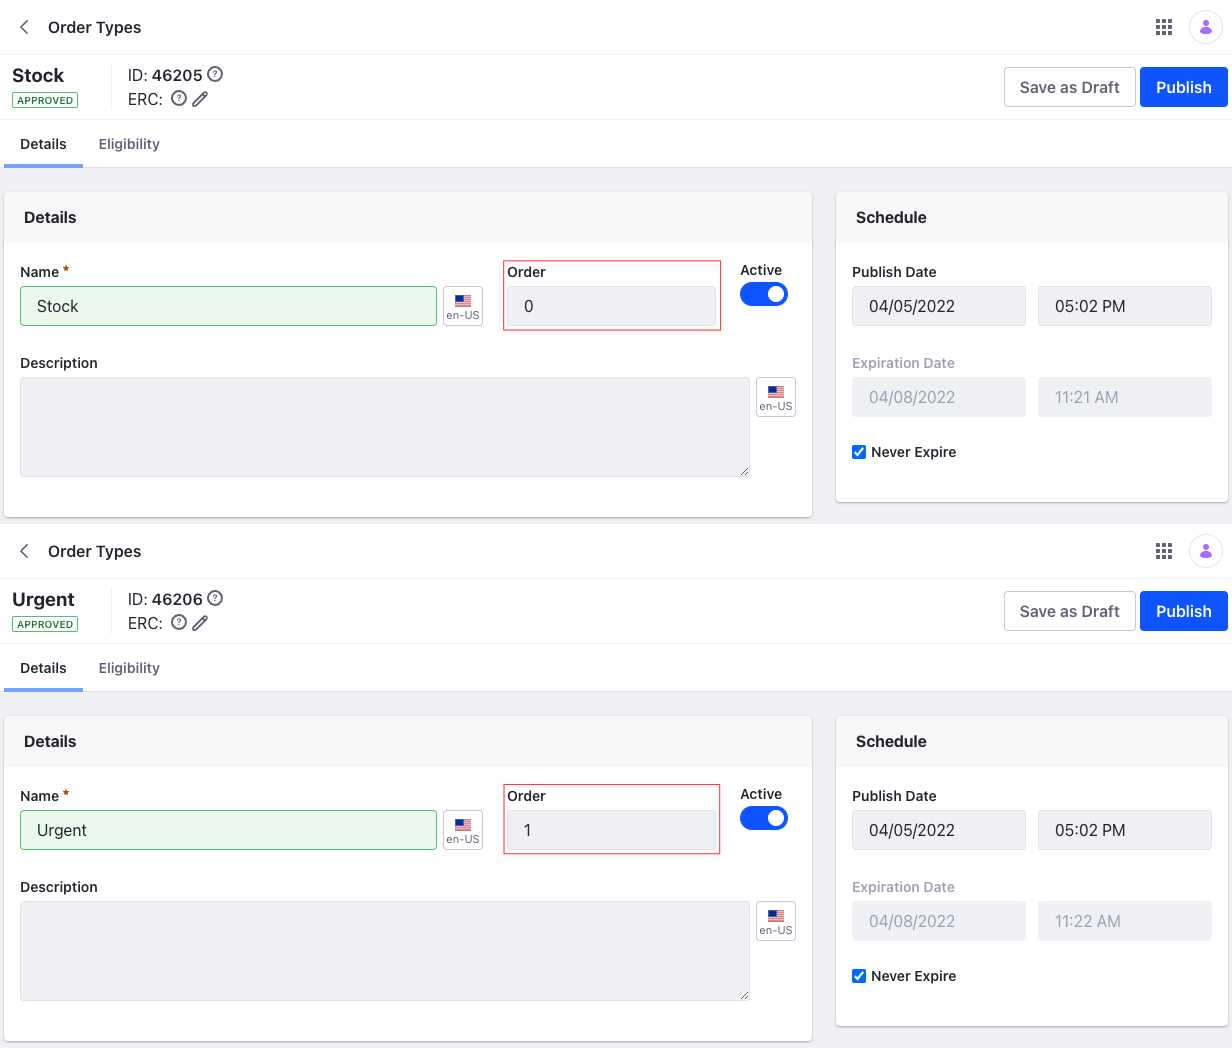 Order Types
Stock
APPROVED
ID: 46205
ERC:
Save as Draft
Publish
Details
Eligibility
Details
Name *
Stock
en-US
Order
0
Active
Description
en-US
Schedule
Publish Date
04/05/2022
05:02 PM
Expiration Date
04/08/2022
11:21 AM
Never Expire
Order Types
Urgent
APPROVED
ID: 46206
ERC:
Save as Draft
Publish
Details
Eligibility
Details
Name *
Urgent
en-US
Order
1
Active
Description
en-US
Schedule
Publish Date
04/05/2022
05:02 PM
Expiration Date
04/08/2022
11:22 AM
Never Expire